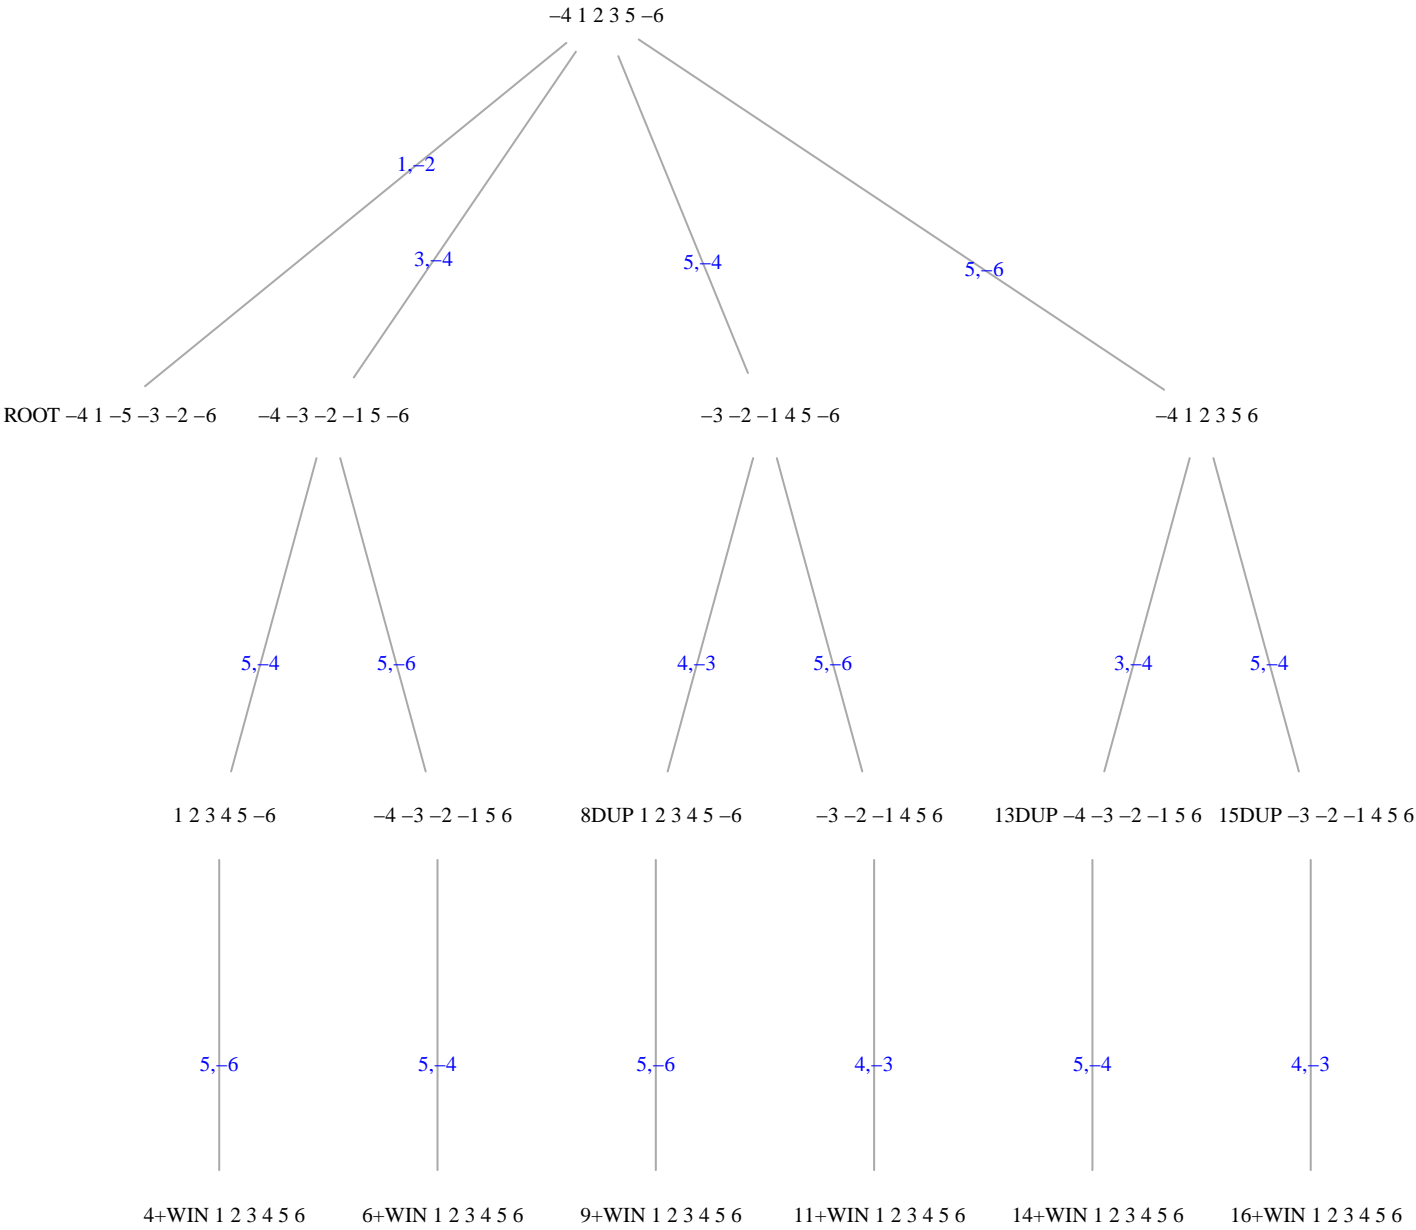 –4 1 2 3 5 –6
1,–2
3,–4
5,–4
5,–6
ROOT –4 1 –5 –3 –2 –6
–4 –3 –2 –1 5 –6
–3 –2 –1 4 5 –6
–4 1 2 3 5 6
5,–4
5,–6
4,–3
5,–6
3,–4
5,–4
1 2 3 4 5 –6
–4 –3 –2 –1 5 6
8DUP 1 2 3 4 5 –6
–3 –2 –1 4 5 6
13DUP –4 –3 –2 –1 5 6
15DUP –3 –2 –1 4 5 6
5,–6
5,–4
5,–6
4,–3
5,–4
4,–3
4+WIN 1 2 3 4 5 6
6+WIN 1 2 3 4 5 6
9+WIN 1 2 3 4 5 6
11+WIN 1 2 3 4 5 6
14+WIN 1 2 3 4 5 6
16+WIN 1 2 3 4 5 6